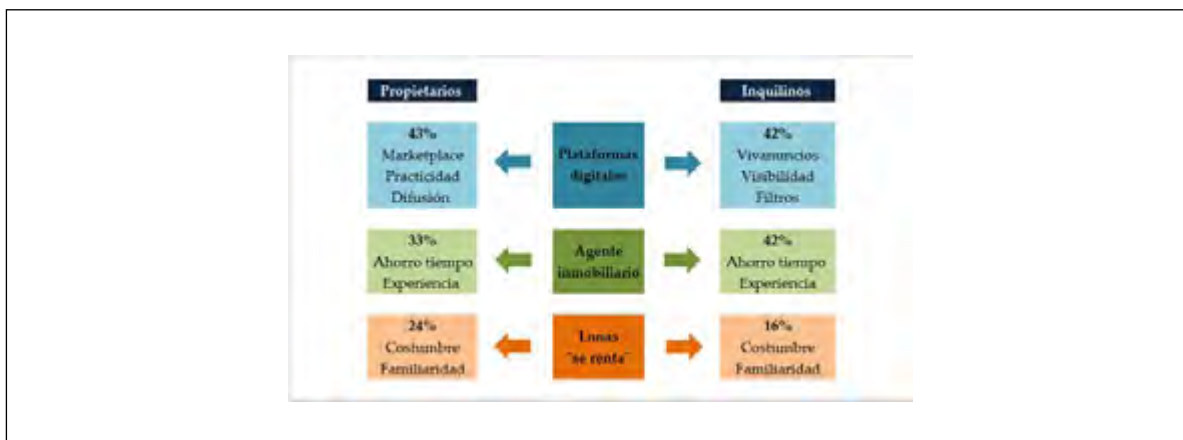 Propietarios
Inquilinos
43%
Marketplace
Practicidad
Difusión
Plataformas
digitales
42%
Vivanuncios
Visibilidad
Filtros
33%
Ahorro tiempo
Experiencia
Agente
inmobiliario
42%
Ahorro tiempo
Experiencia
24%
Costumbre
Familiaridad
Lonas
"se renta"
16%
Costumbre
Familiaridad